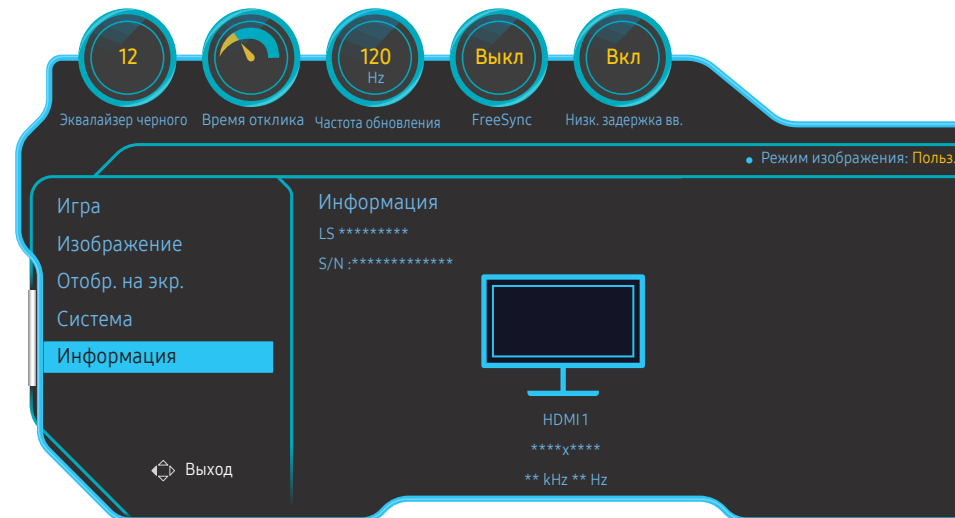 12
120
Hz
Выкл
Вкл
Эквалайзер черного
Время отклика
Частота обновления
FreeSync
Низк. задержка вв.
Режим изображения: Польз.
Игра
Изображение
Отобр. на экр.
Система
Информация
Информация
LS *********
S/N :*************
HDMI 1
****x****
** kHz ** Hz
Выход